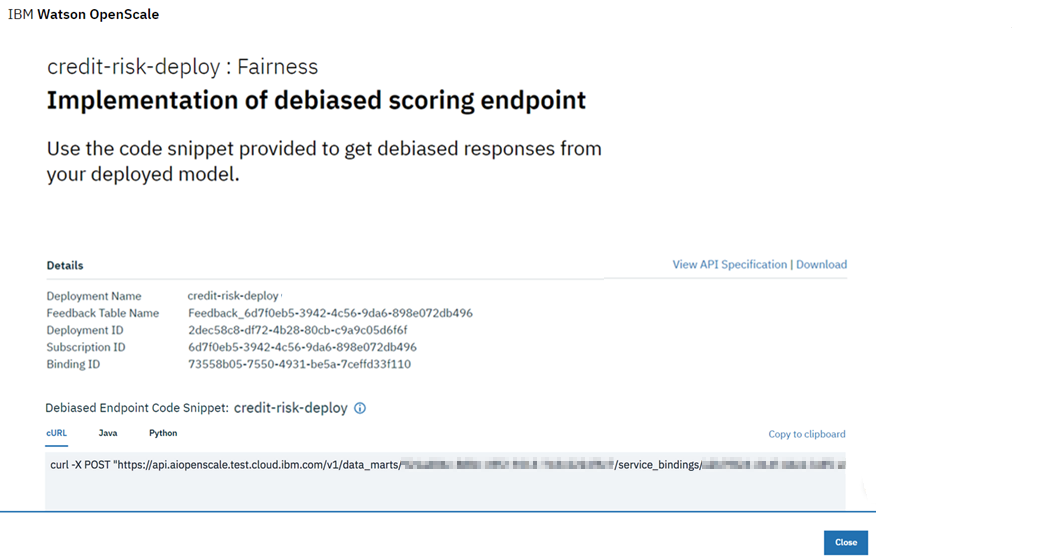 IBM Watson OpenScale
credit-risk-deploy : Fairness
Implementation of debiased scoring endpoint
Use the code snippet provided to get debiased responses from
your deployed model.
Details
View API Specification | Download
Deployment Name credit-risk-deploy
Feedback Table Name Feedback_6d7f0eb5-3942-4c56-9da6-898e072db496
Deployment ID 2dec58c8-df72-4b28-80cb-c9a9c05d6f6f
Subscription ID 6d7f0eb5-3942-4c56-9da6-898e072db496
Binding ID 73558b05-7550-4931-be5a-7ceffd33f110
Debiased Endpoint Code Snippet: credit-risk-deploy
cURL Java Python
Copy to clipboard
curl -X POST "https://api.aiopenscale.test.cloud.ibm.com/v1/data_marts/ /service_bindings/
Close